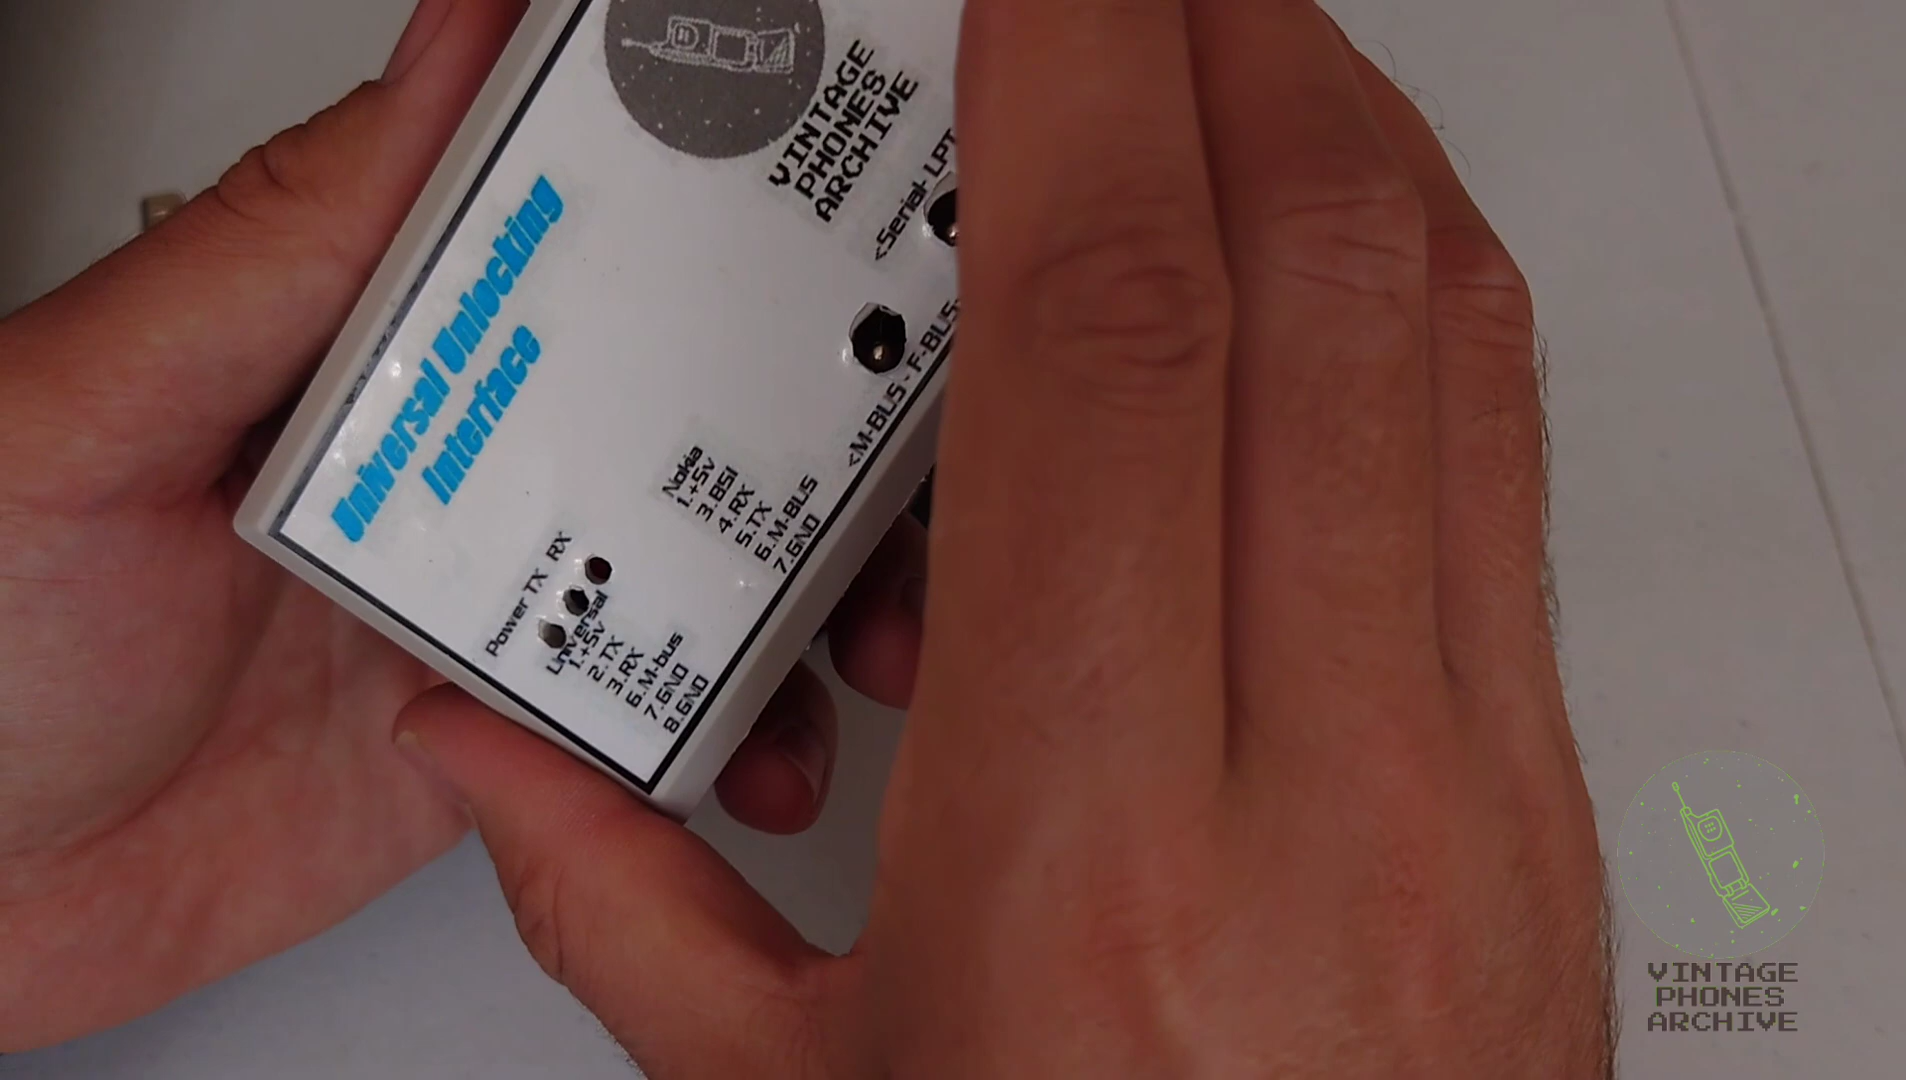 VINTAGE
PHONES
ARCHIVE
<Serial- LPT
Universal Unlocking
Interface
<M-BUS - F-BUS>
Nokia
1.+5v
3.BSI
4.RX
5.TX
6.M-BUS
7.GND
Power TX RX
Universal
1.+5v
2.TX
3.RX
6.M-bus
7.GND
8.GND
VINTAGE
PHONES
ARCHIVE